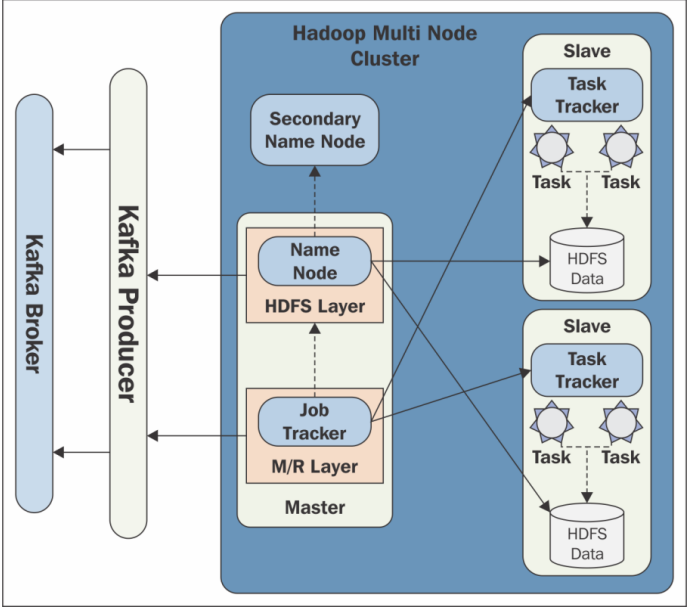 Hadoop Multi Node
Cluster
Kafka Broker
Kafka Producer
Secondary
Name Node
Name
Node
HDFS Layer
Job
Tracker
M/R Layer
Master
Slave
Task
Tracker
Task Task
HDFS
Data
Slave
Task
Tracker
Task Task
HDFS
Data